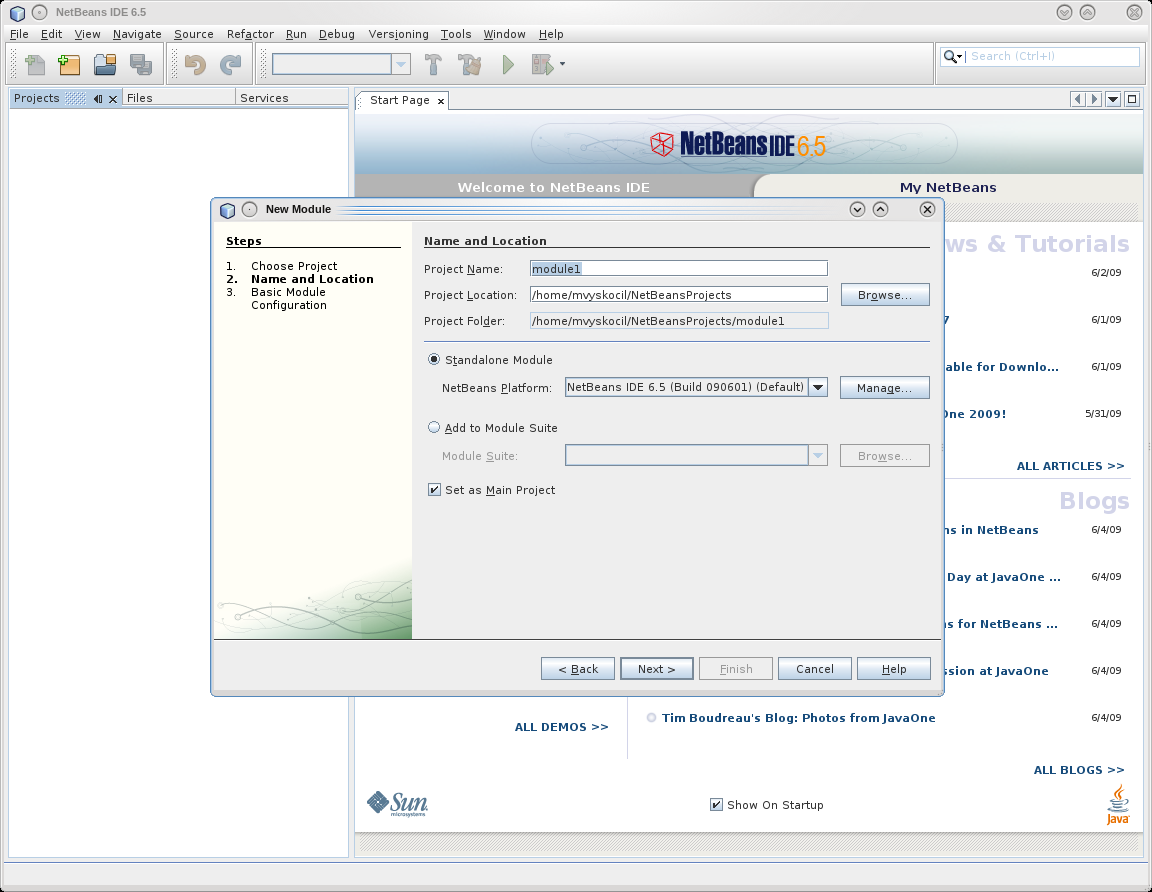 NetBeans IDE 6.5
File Edit View Navigate Source Refactor Run Debug Versioning Tools Window Help
Search (Ctrl+I)
Projects Files Services
Start Page
NetBeans IDE 6.5
Welcome to NetBeans IDE My NetBeans
New Module
Steps
1. Choose Project
2. Name and Location
3. Basic Module
Configuration
Name and Location
Project Name: module1
Project Location: /home/mvyskocil/NetBeansProjects Browse...
Project Folder: /home/mvyskocil/NetBeansProjects/module1
Standalone Module
NetBeans Platform: NetBeans IDE 6.5 (Build 090601) (Default) Manage...
Add to Module Suite
Module Suite: Browse...
Set as Main Project
< Back Next > Finish Cancel Help
ws & Tutorials
6/2/09
7 6/1/09
able for Downlo... 6/1/09
One 2009! 5/31/09
ALL ARTICLES >>
Blogs
ns in NetBeans 6/4/09
Day at JavaOne ... 6/4/09
ns for NetBeans ... 6/4/09
ssion at JavaOne 6/4/09
Tim Boudreau's Blog: Photos from JavaOne 6/4/09
ALL DEMOS >>
ALL BLOGS >>
Sun
microsystems
Show On Startup
Java